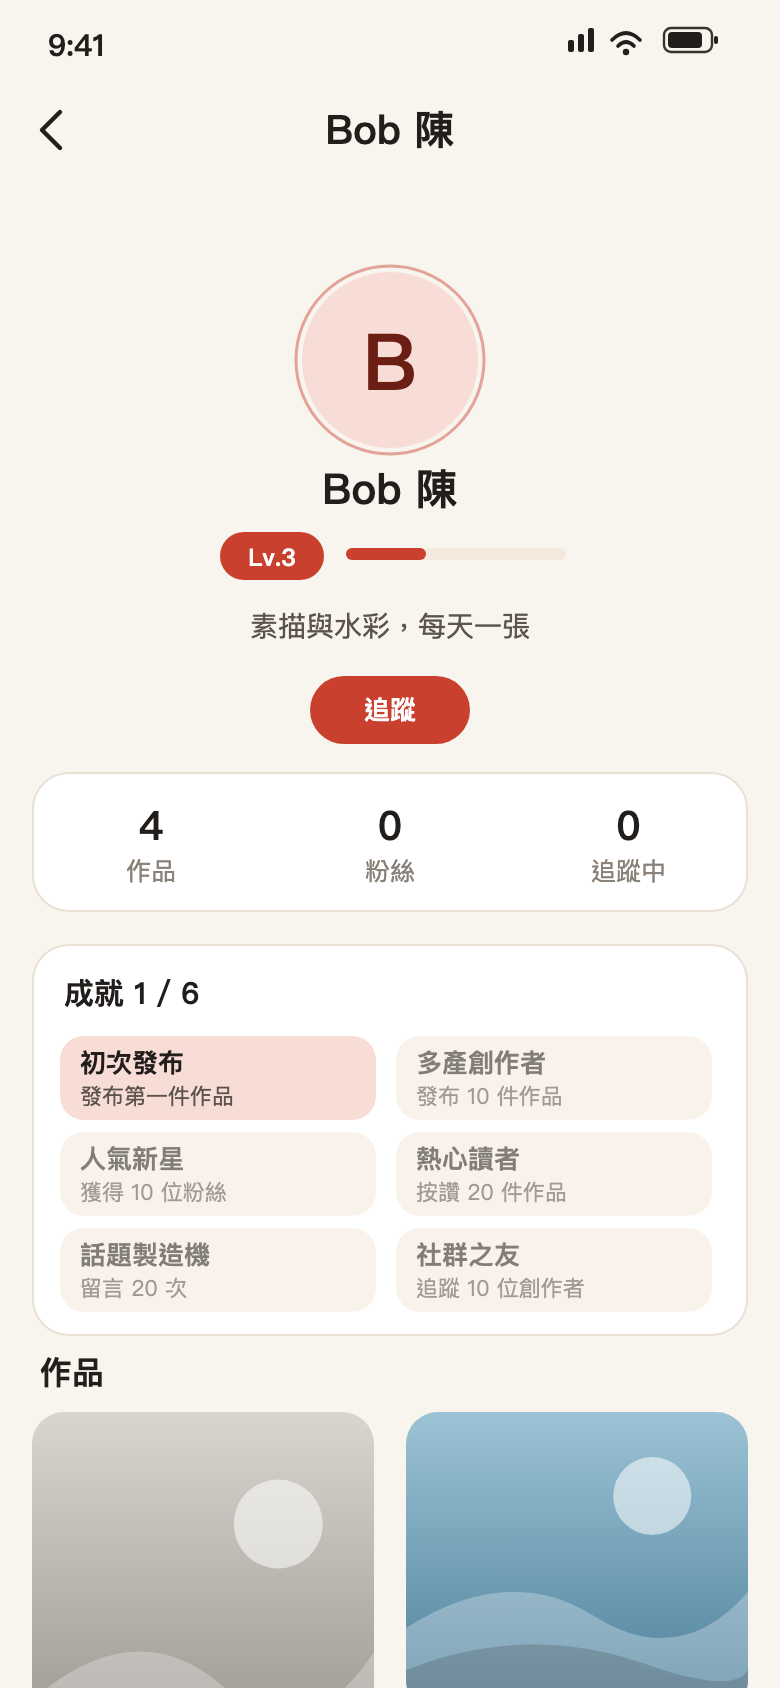 9:41
Bob 陳
B
Bob 陳
Lv.3
素描與水彩，每天一張
追蹤
4
作品
0
粉絲
0
追蹤中
成就 1 / 6
初次發布
發布第一件作品
多產創作者
發布 10 件作品
人氣新星
獲得 10 位粉絲
熱心讀者
按讚 20 件作品
話題製造機
留言 20 次
社群之友
追蹤 10 位創作者
作品